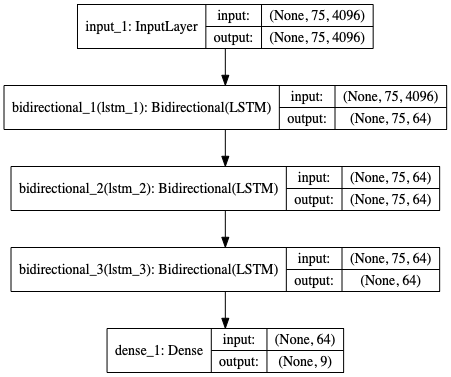 input_1: InputLayer
input: (None, 75, 4096)
output: (None, 75, 4096)
bidirectional_1(lstm_1): Bidirectional(LSTM)
input: (None, 75, 4096)
output: (None, 75, 64)
bidirectional_2(lstm_2): Bidirectional(LSTM)
input: (None, 75, 64)
output: (None, 75, 64)
bidirectional_3(lstm_3): Bidirectional(LSTM)
input: (None, 75, 64)
output: (None, 64)
dense_1: Dense
input: (None, 64)
output: (None, 9)